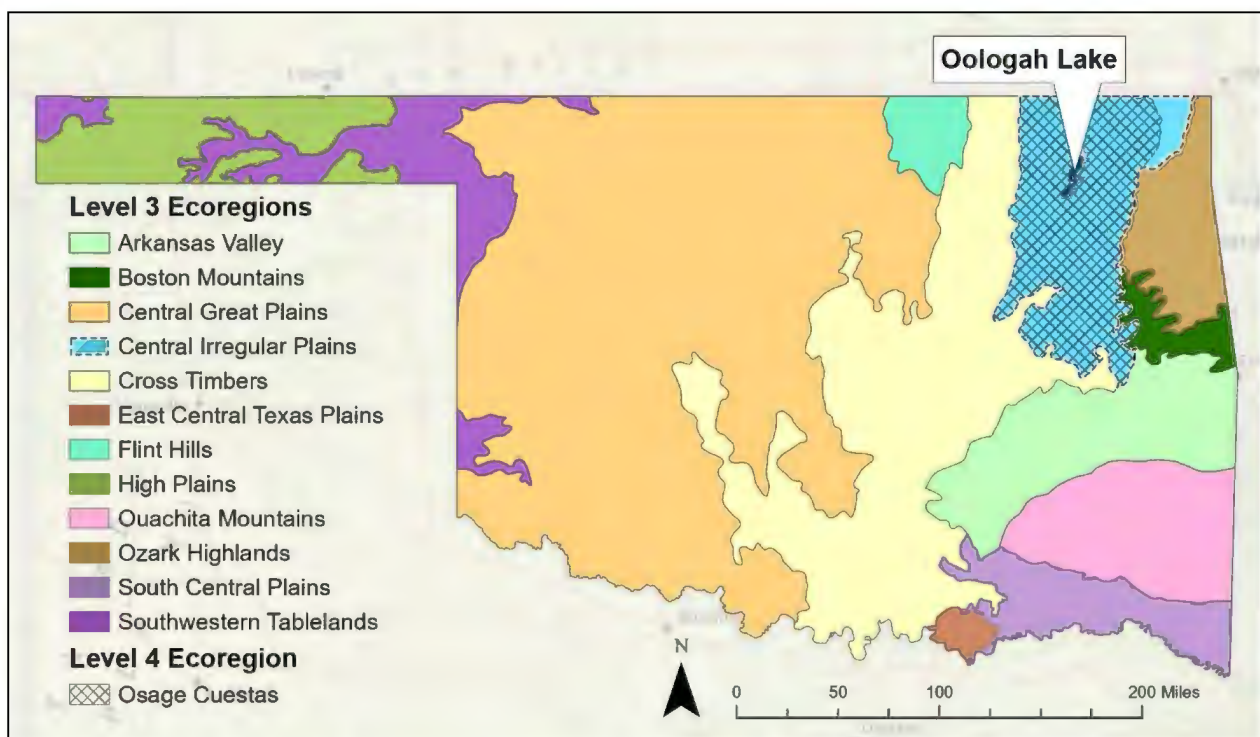 Oologah Lake
Level 3 Ecoregions
Arkansas Valley
Boston Mountains
Central Great Plains
Central Irregular Plains
Cross Timbers
East Central Texas Plains
Flint Hills
High Plains
Ouachita Mountains
Ozark Highlands
South Central Plains
Southwestern Tablelands
Level 4 Ecoregion
Osage Cuestas
N
0 50 100 200 Miles